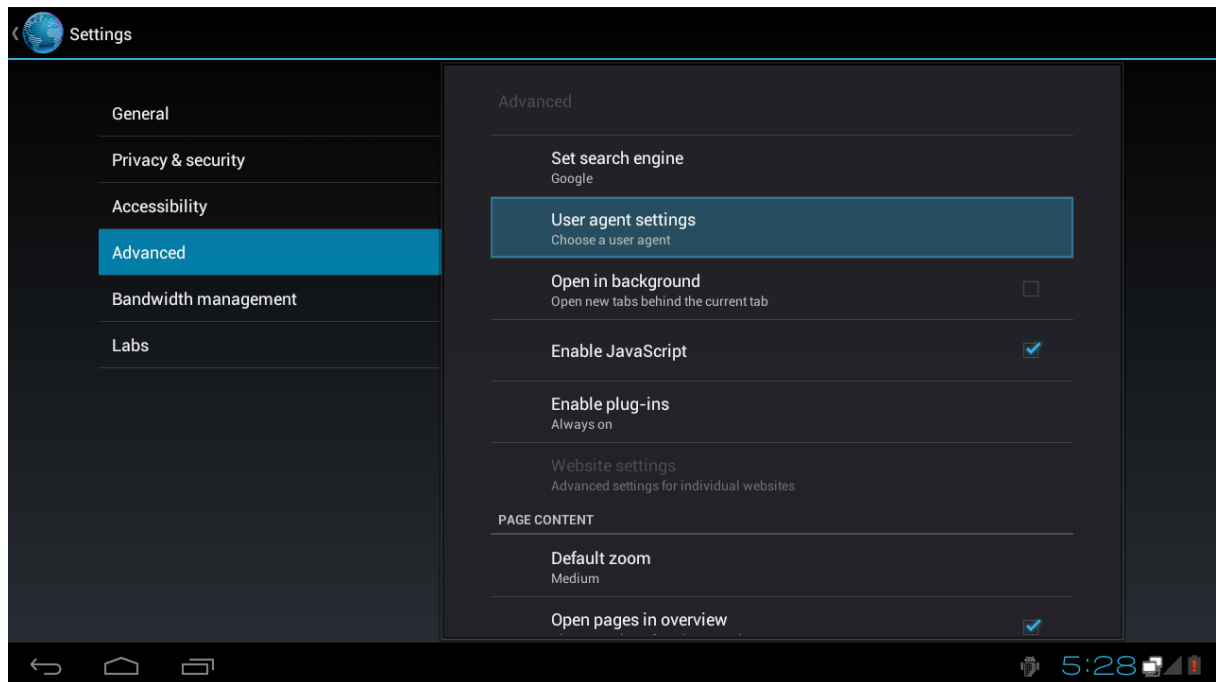 Settings
General
Privacy & security
Accessibility
Advanced
Bandwidth management
Labs
Advanced
Set search engine
Google
User agent settings
Choose a user agent
Open in background
Open new tabs behind the current tab
Enable JavaScript
Enable plug-ins
Always on
Website settings
Advanced settings for individual websites
PAGE CONTENT
Default zoom
Medium
Open pages in overview
5:28